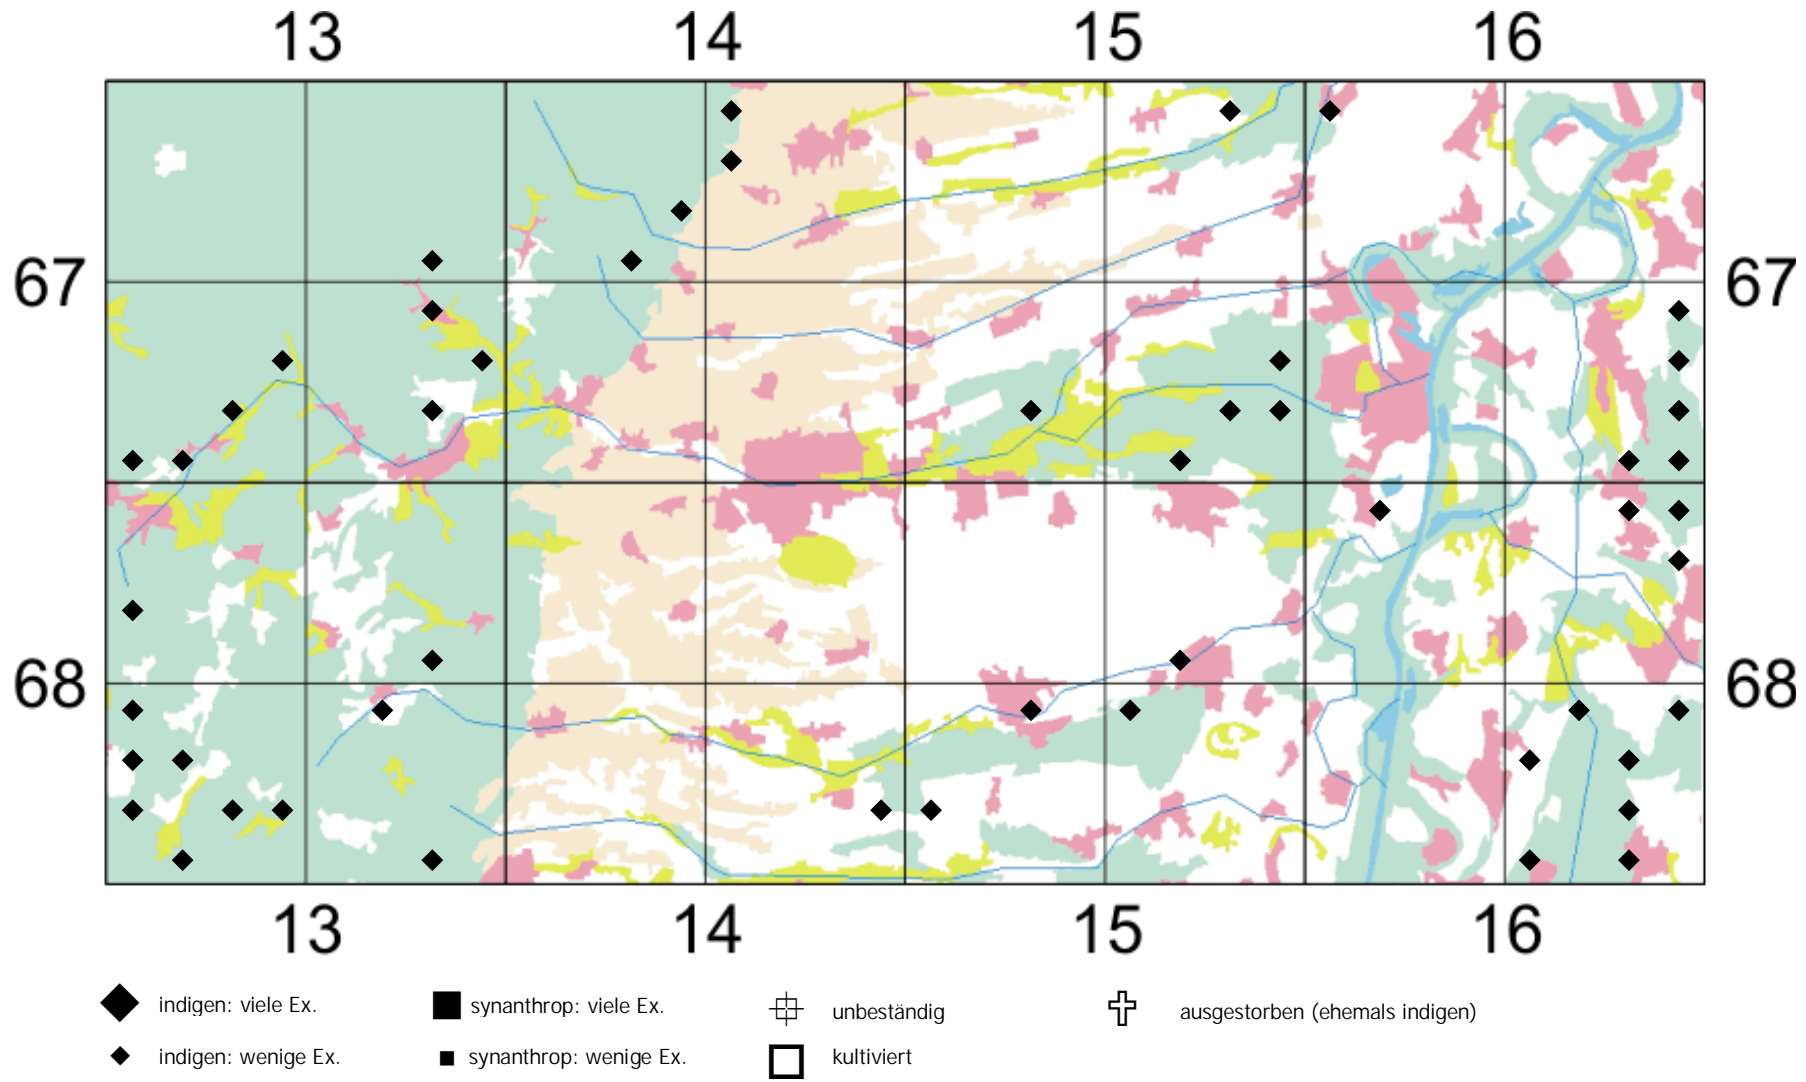 13 14 15 16
67 67
68 68
13 14 15 16
indigen: viele Ex. synanthrop: viele Ex. unbeständig ausgestorben (ehemals indigen)
indigen: wenige Ex. synanthrop: wenige Ex. kultiviert